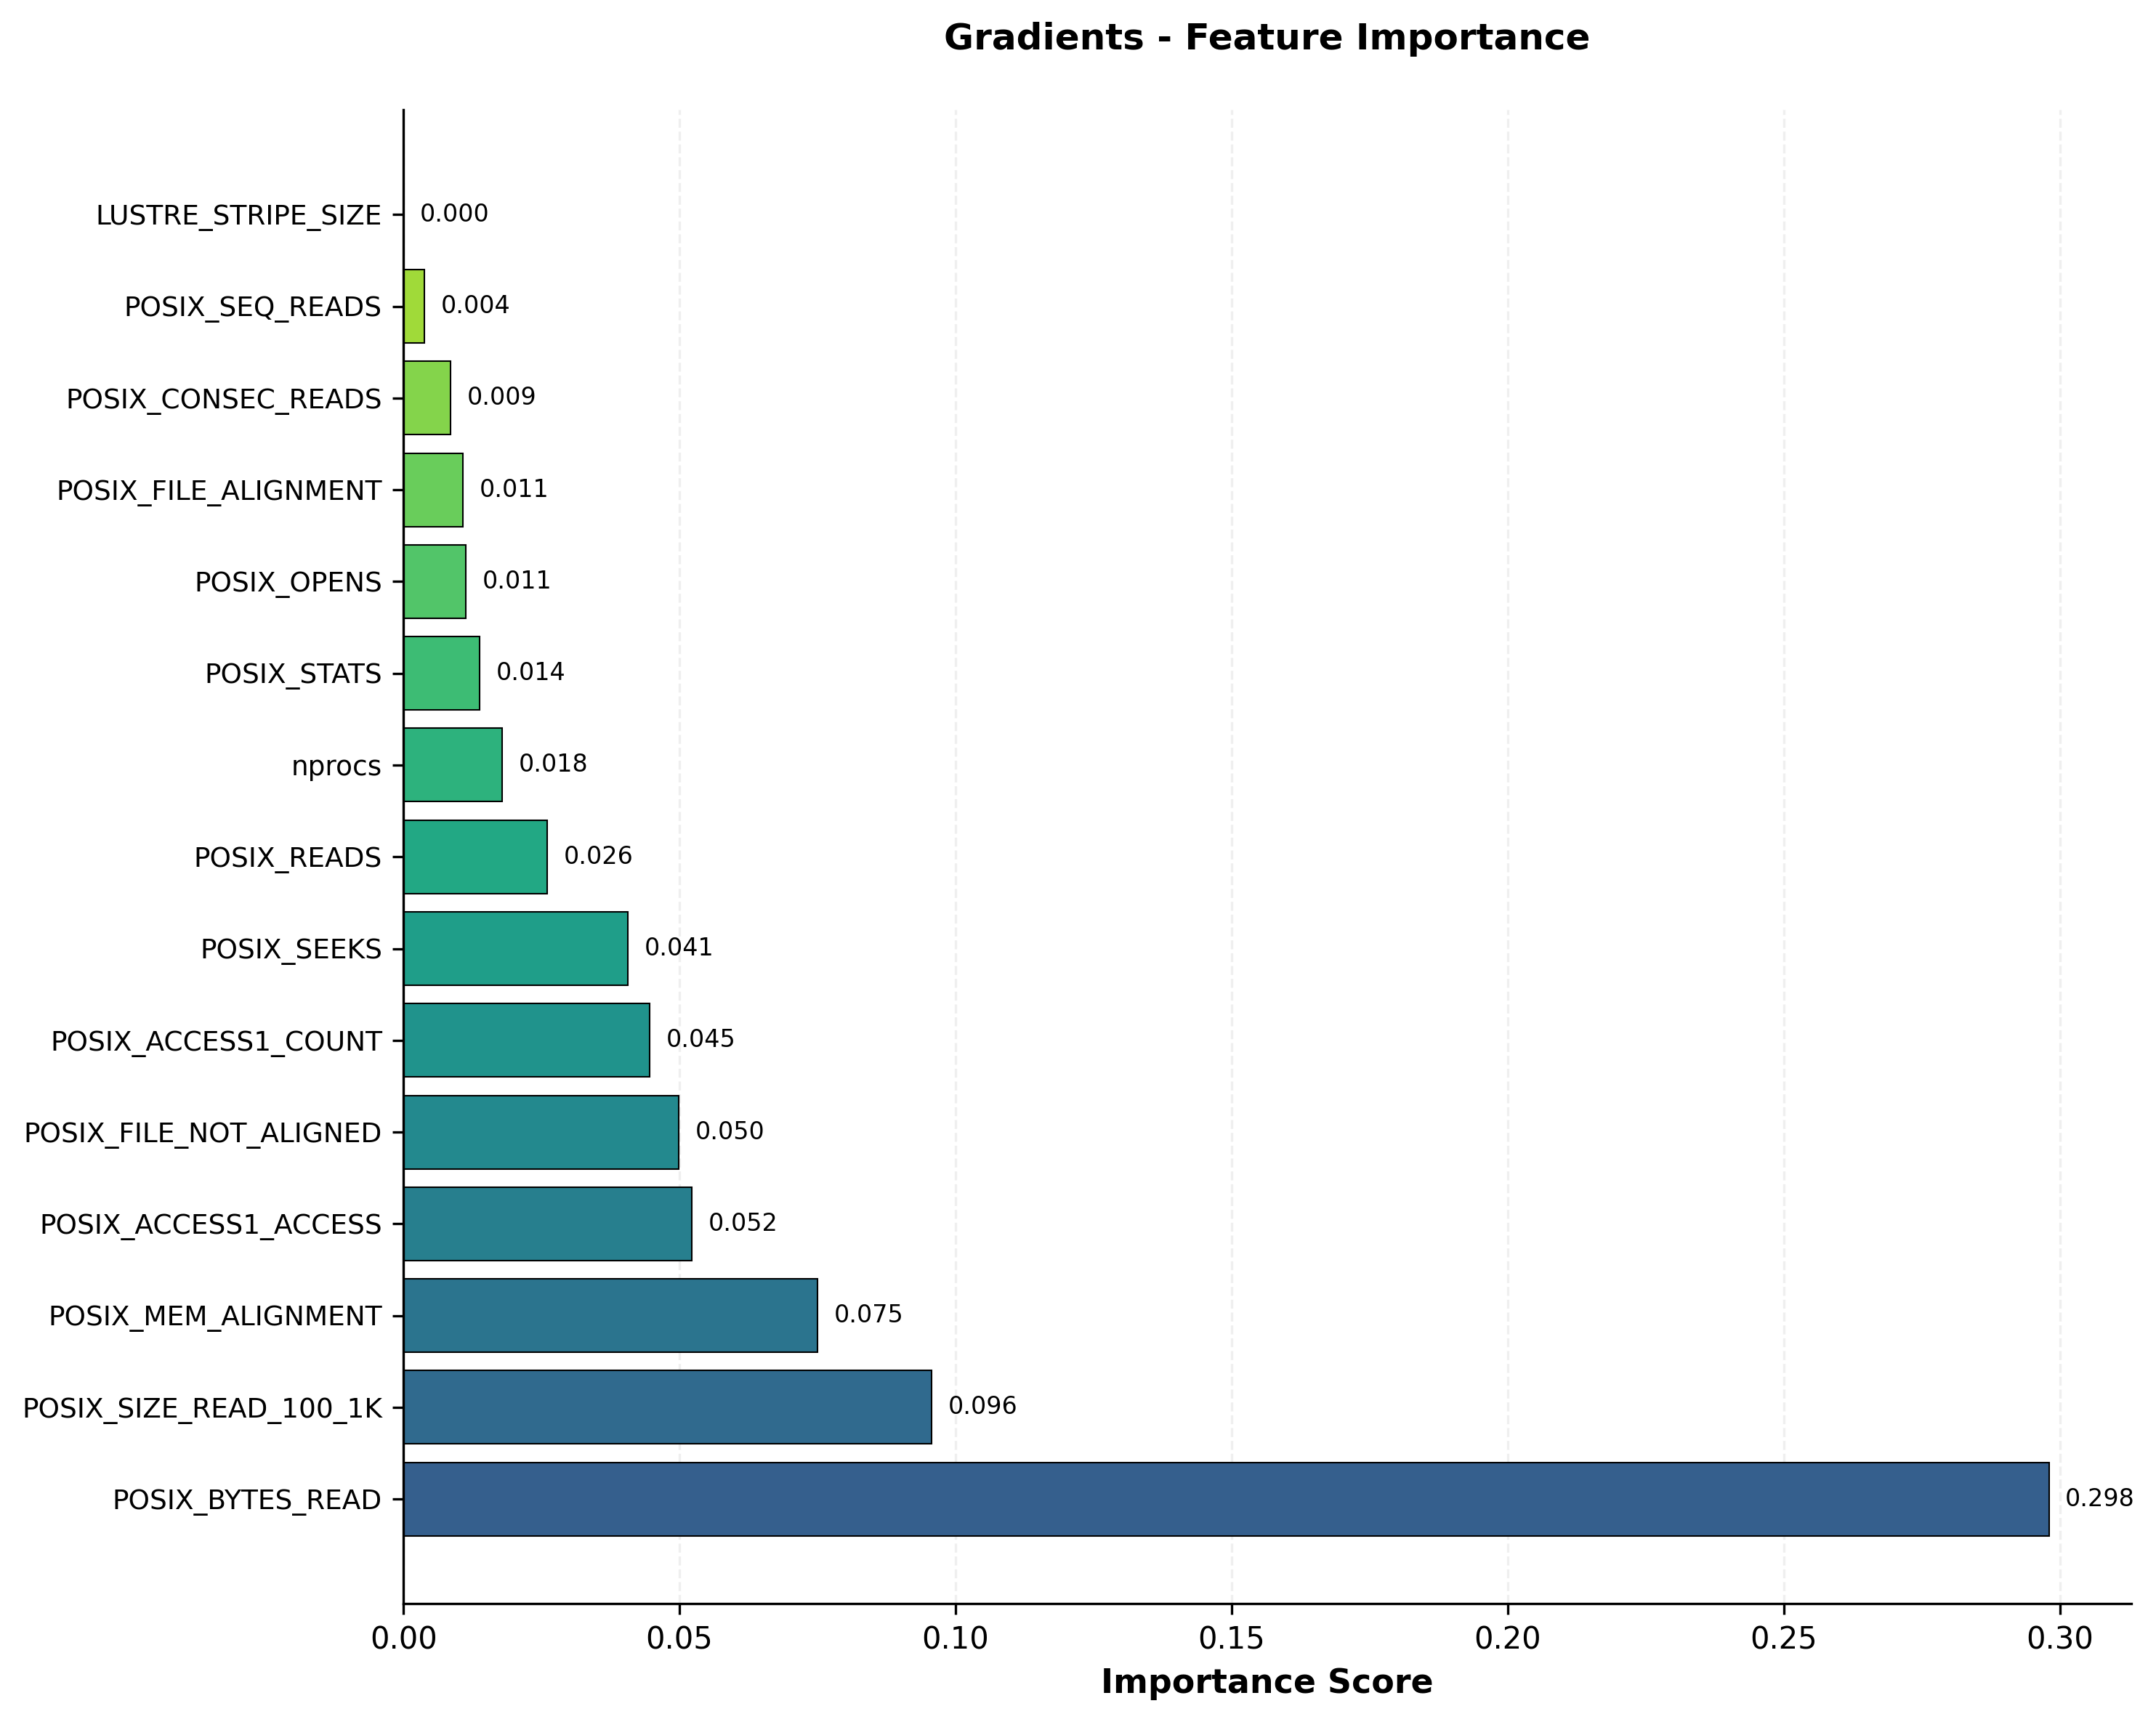 Gradients - Feature Importance
LUSTRE_STRIPE_SIZE 0.000
POSIX_SEQ_READS 0.004
POSIX_CONSEC_READS 0.009
POSIX_FILE_ALIGNMENT 0.011
POSIX_OPENS 0.011
POSIX_STATS 0.014
nprocs 0.018
POSIX_READS 0.026
POSIX_SEEKS 0.041
POSIX_ACCESS1_COUNT 0.045
POSIX_FILE_NOT_ALIGNED 0.050
POSIX_ACCESS1_ACCESS 0.052
POSIX_MEM_ALIGNMENT 0.075
POSIX_SIZE_READ_100_1K 0.096
POSIX_BYTES_READ 0.298
0.00 0.05 0.10 0.15 0.20 0.25 0.30
Importance Score